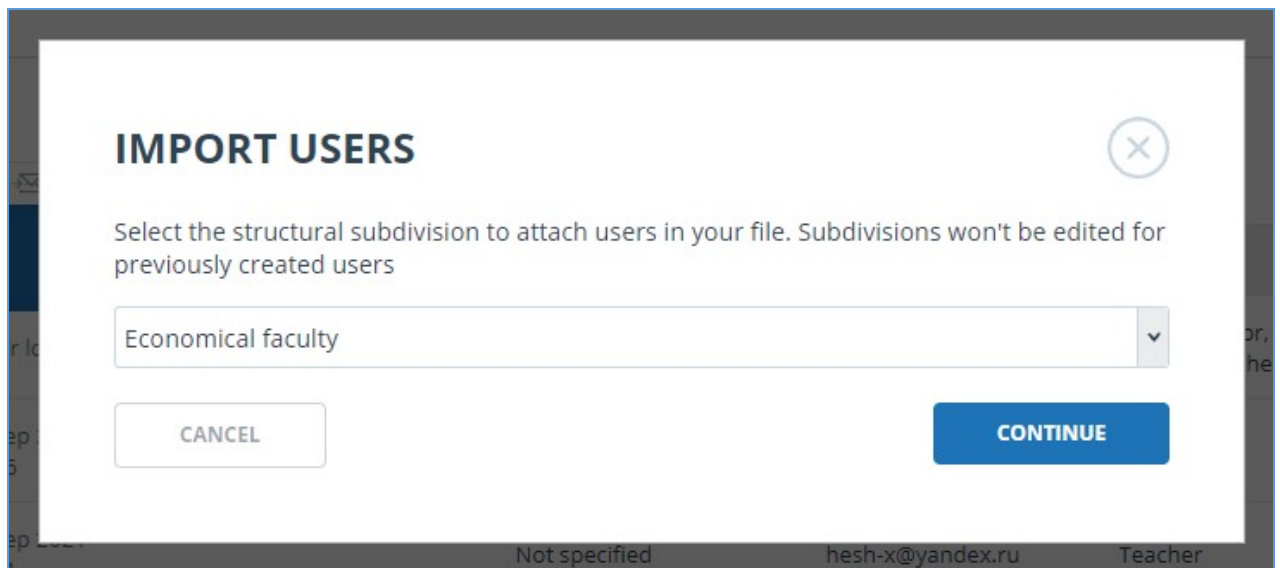 IMPORT USERS
Select the structural subdivision to attach users in your file. Subdivisions won't be edited for
previously created users
Economical faculty
CANCEL
CONTINUE
Not specified hesh-x@yandex.ru Teacher